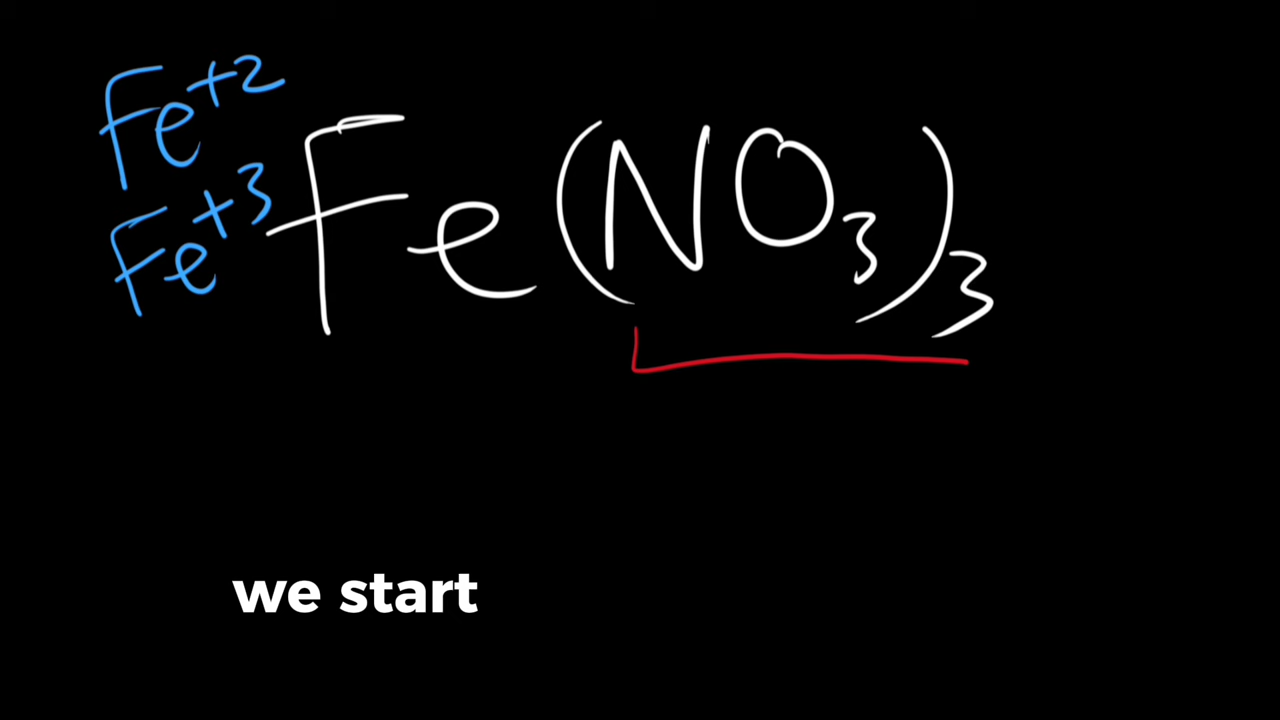 Fe⁺²
Fe⁺³
Fe(NO₃)₃
we start